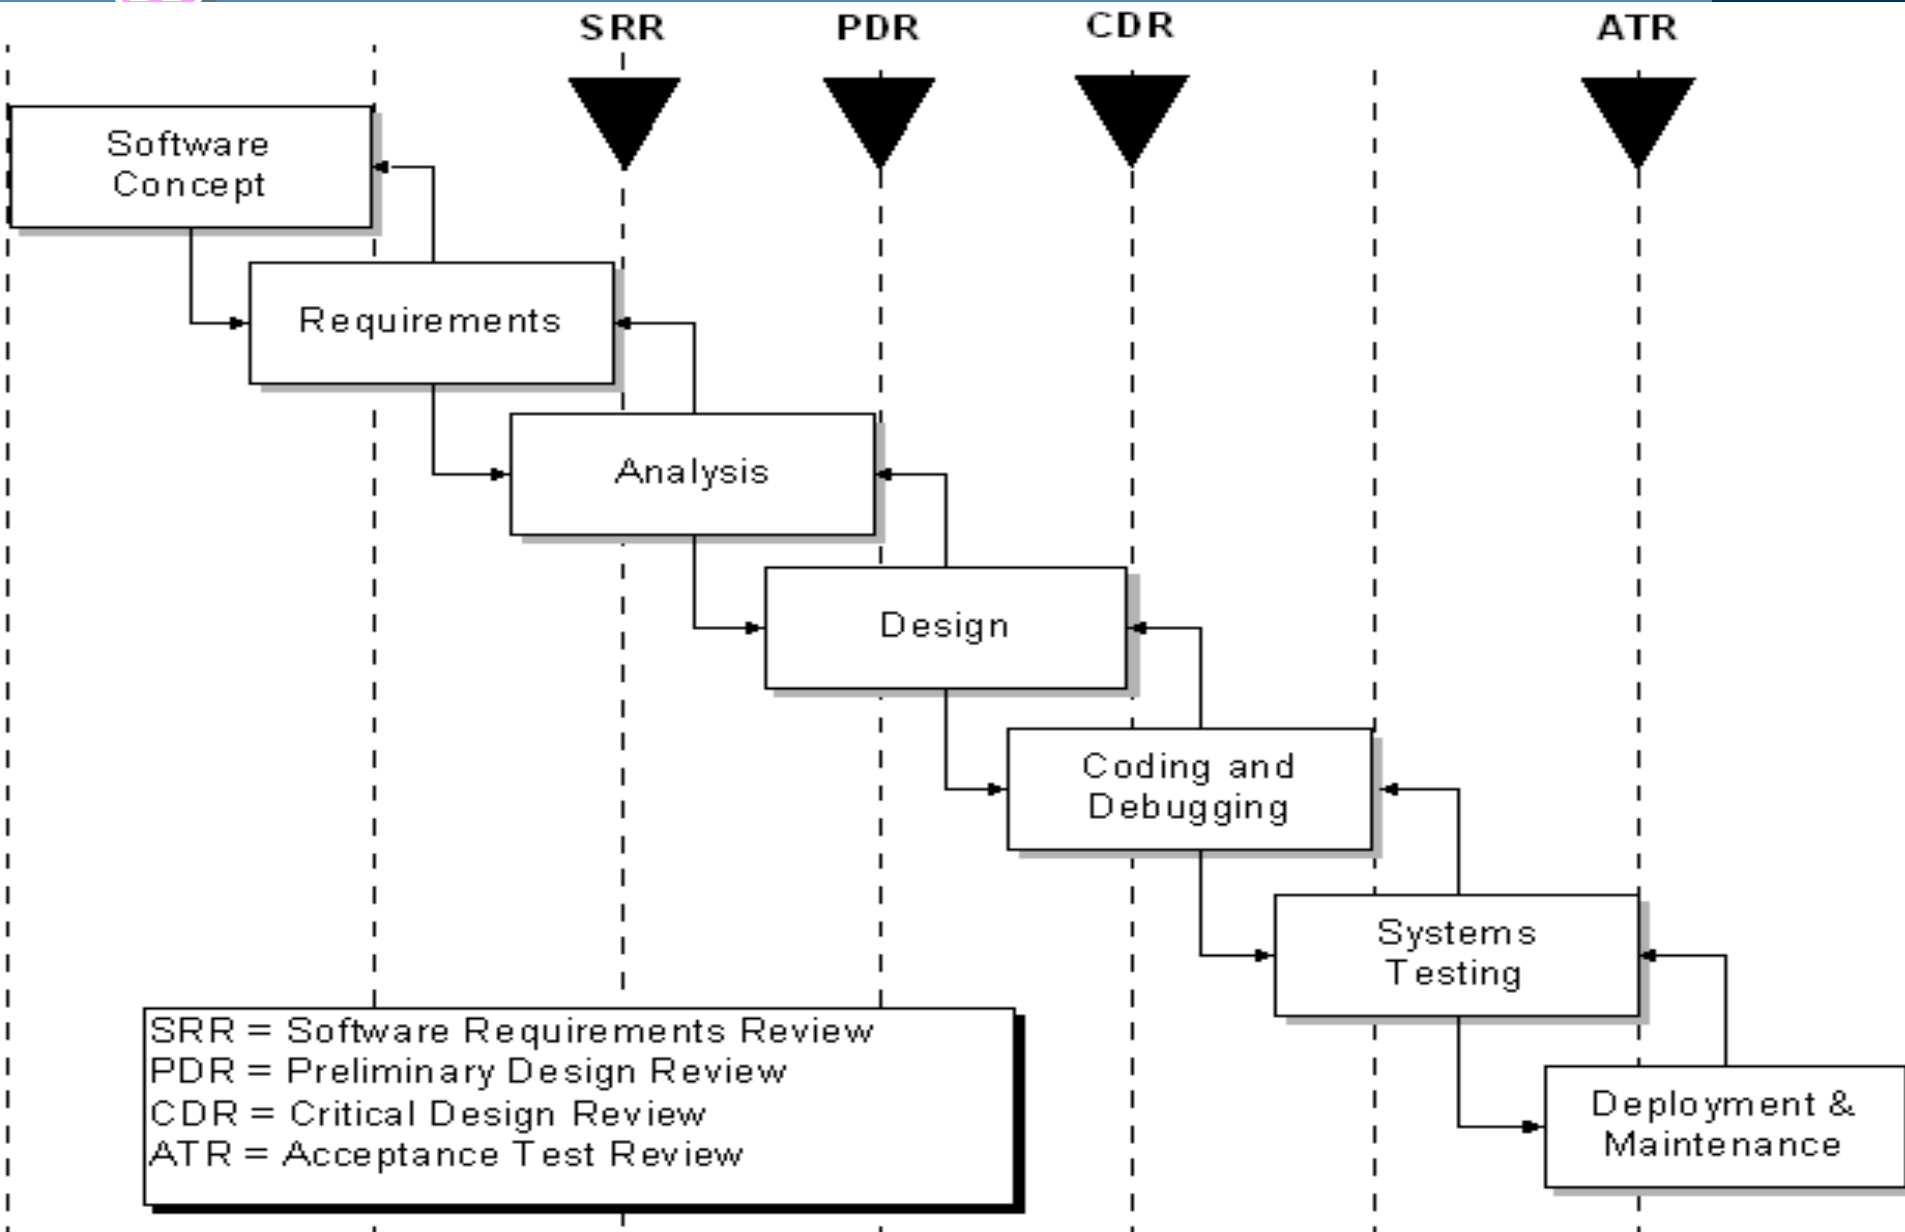 SRR
PDR
CDR
ATR
Software
Concept
Requirements
Analysis
Design
Coding and
Debugging
Systems
Testing
SRR = Software Requirements Review
PDR = Preliminary Design Review
CDR = Critical Design Review
ATR = Acceptance Test Review
Deployment &
Maintenance